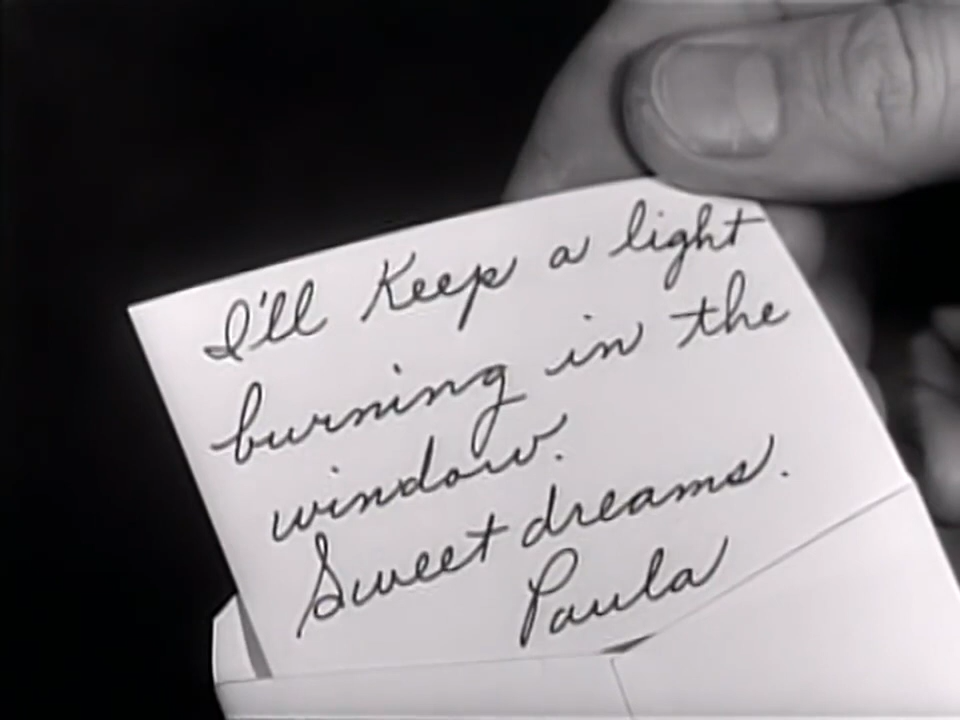 I'll Keep a light
burning in the
window.
Sweet dreams.
Paula